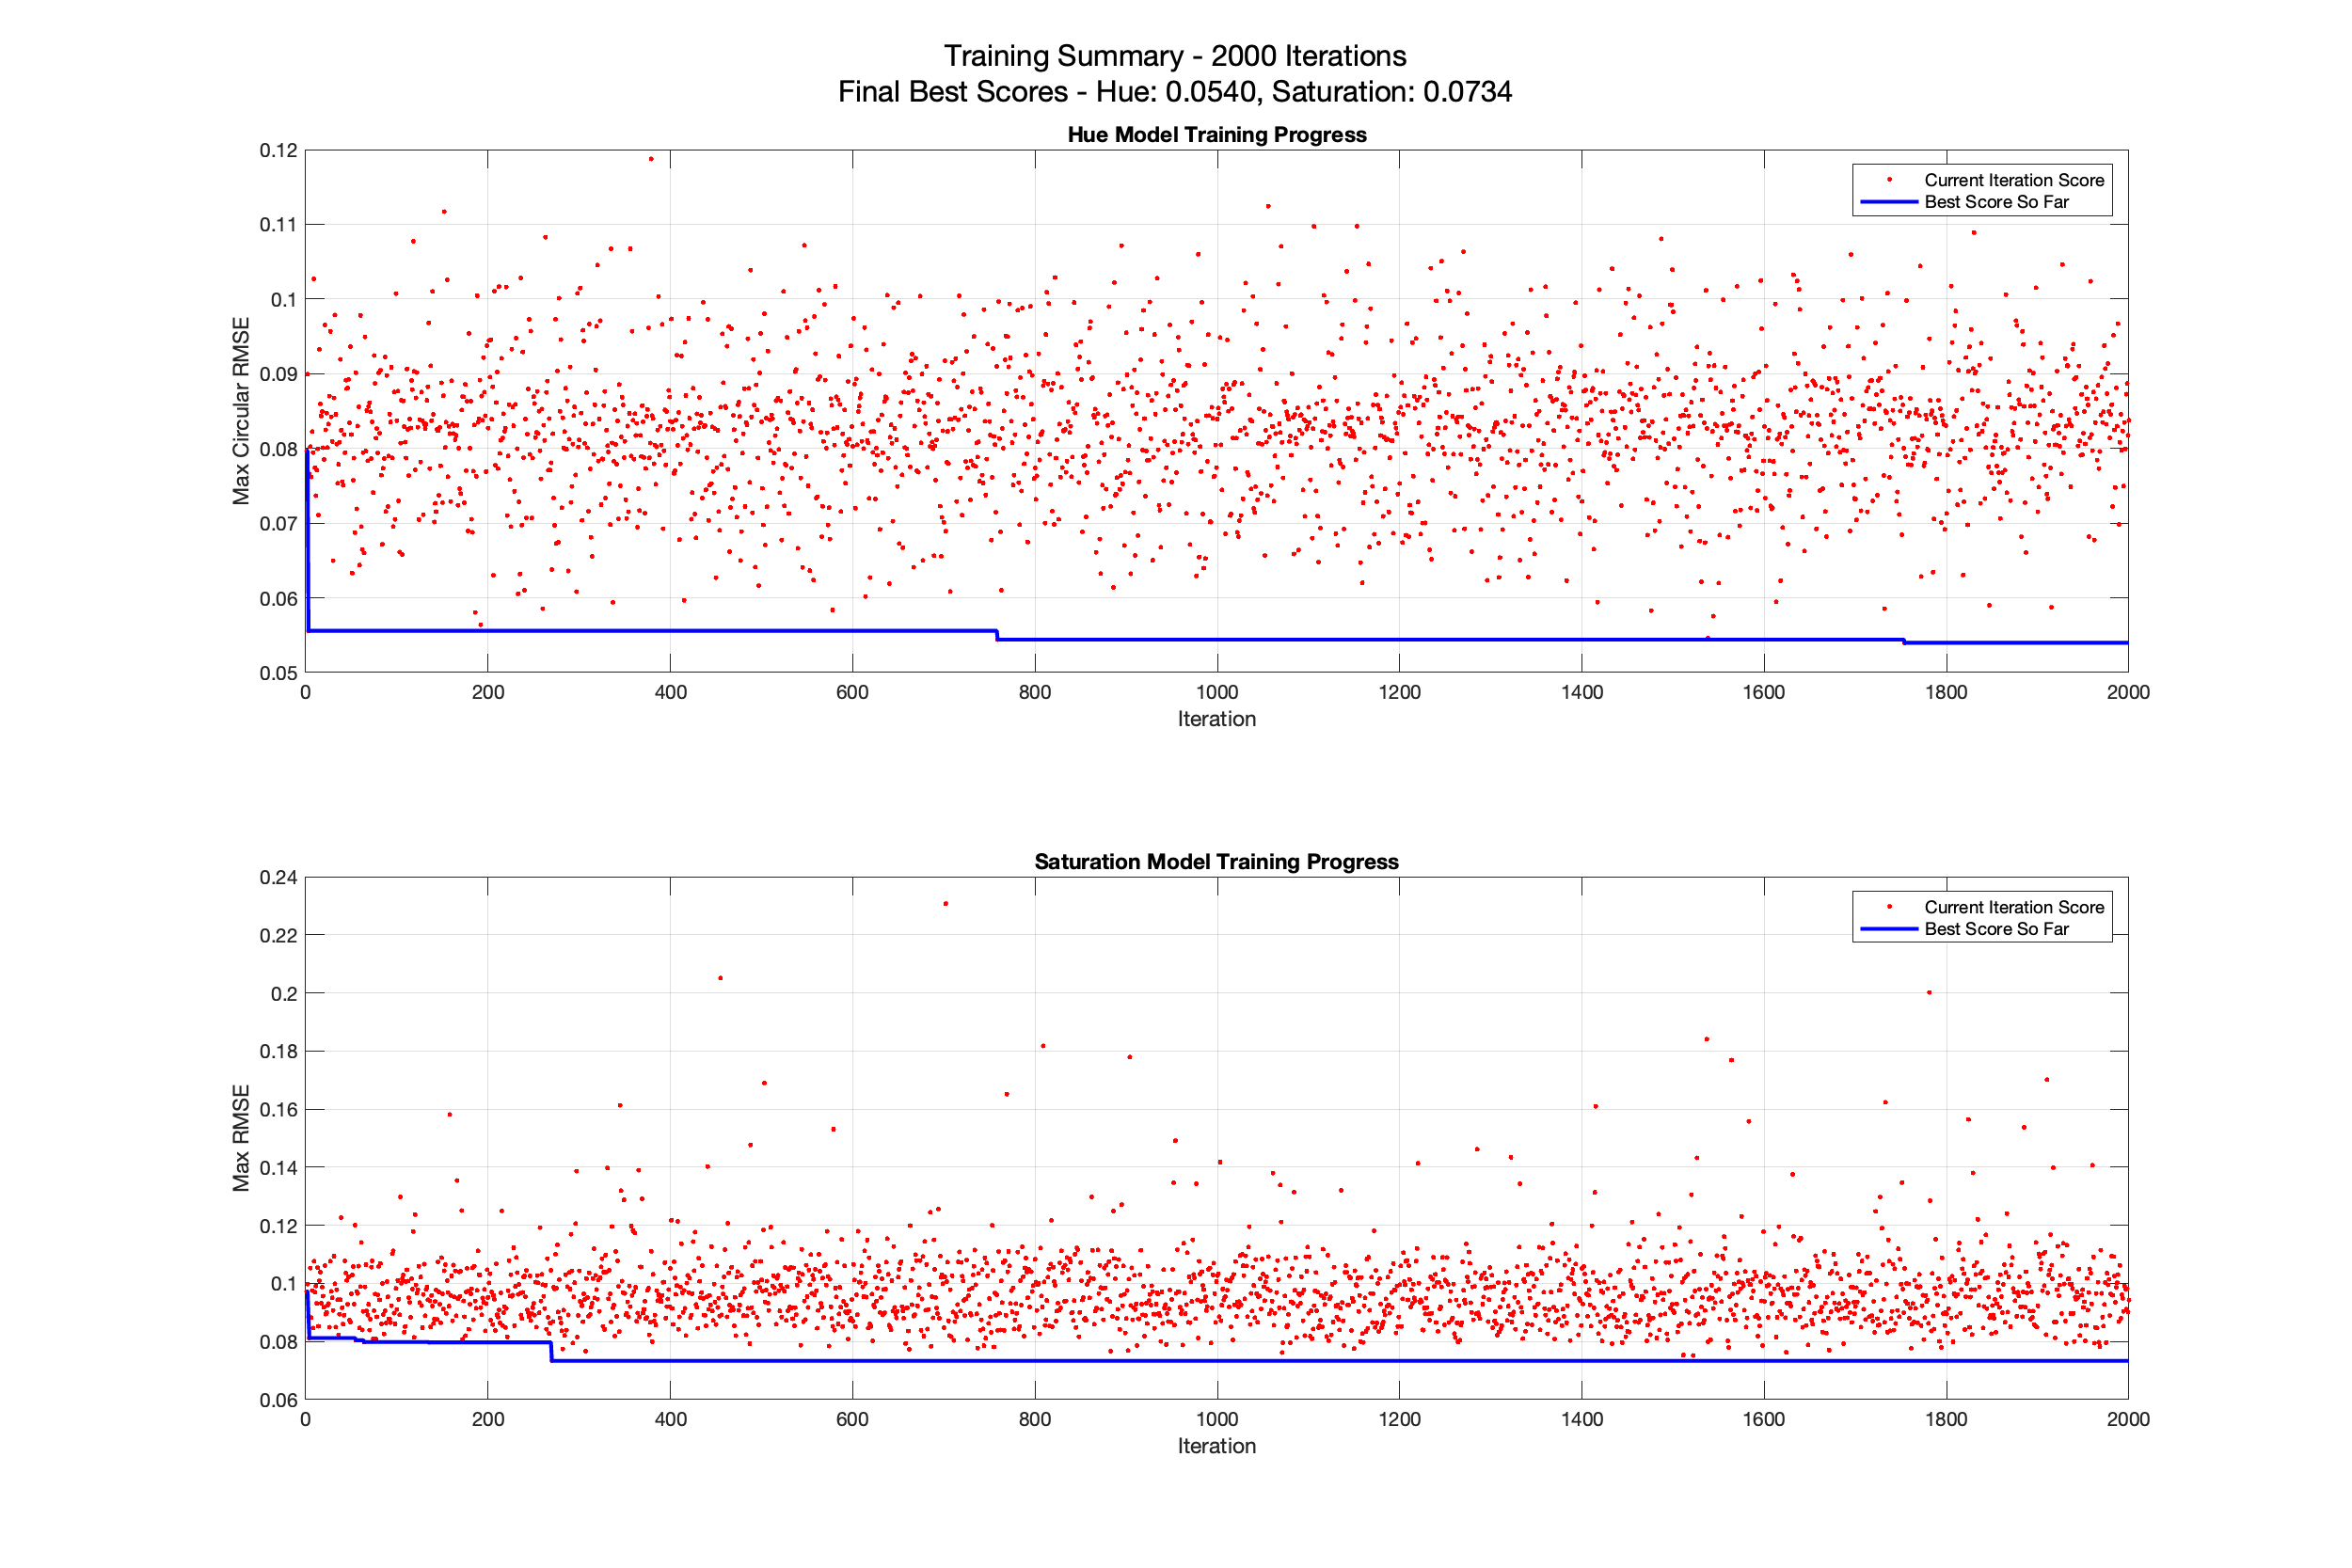 Training Summary - 2000 Iterations
Final Best Scores - Hue: 0.0540, Saturation: 0.0734
Hue Model Training Progress
Max Circular RMSE
0.12
0.11
0.1
0.09
0.08
0.07
0.06
0.05
Current Iteration Score
Best Score So Far
0 200 400 600 800 1000 1200 1400 1600 1800 2000
Iteration
Saturation Model Training Progress
Max RMSE
0.24
0.22
0.2
0.18
0.16
0.14
0.12
0.1
0.08
0.06
Current Iteration Score
Best Score So Far
0 200 400 600 800 1000 1200 1400 1600 1800 2000
Iteration